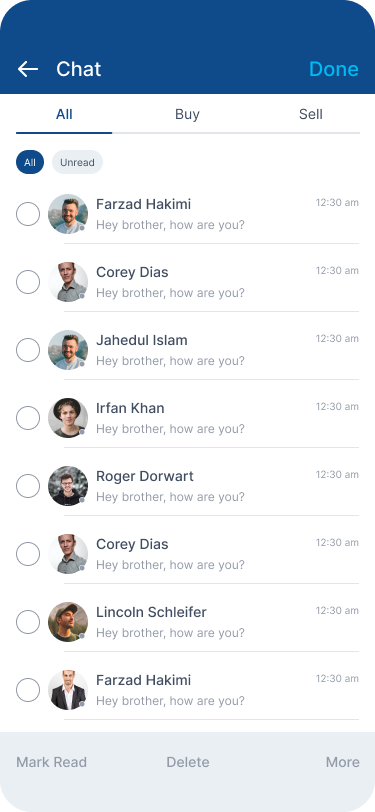 Chat Done
All Buy Sell
All Unread
Farzad Hakimi 12:30 am
Hey brother, how are you?
Corey Dias 12:30 am
Hey brother, how are you?
Jahedul Islam 12:30 am
Hey brother, how are you?
Irfan Khan 12:30 am
Hey brother, how are you?
Roger Dorwart 12:30 am
Hey brother, how are you?
Corey Dias 12:30 am
Hey brother, how are you?
Lincoln Schleifer 12:30 am
Hey brother, how are you?
Farzad Hakimi 12:30 am
Hey brother, how are you?
Mark Read Delete More